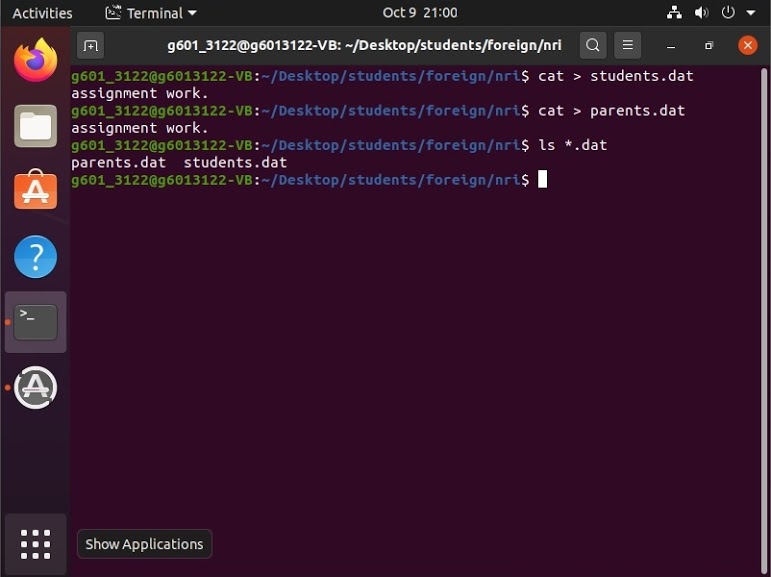 Activities
Terminal
Oct 9 21:00
g601_3122@g6013122-VB: ~/Desktop/students/foreign/nri
g601_3122@g6013122-VB:~/Desktop/students/foreign/nri$ cat > students.dat
assignment work.
g601_3122@g6013122-VB:~/Desktop/students/foreign/nri$ cat > parents.dat
assignment work.
g601_3122@g6013122-VB:~/Desktop/students/foreign/nri$ ls *.dat
parents.dat  students.dat
g601_3122@g6013122-VB:~/Desktop/students/foreign/nri$
Show Applications